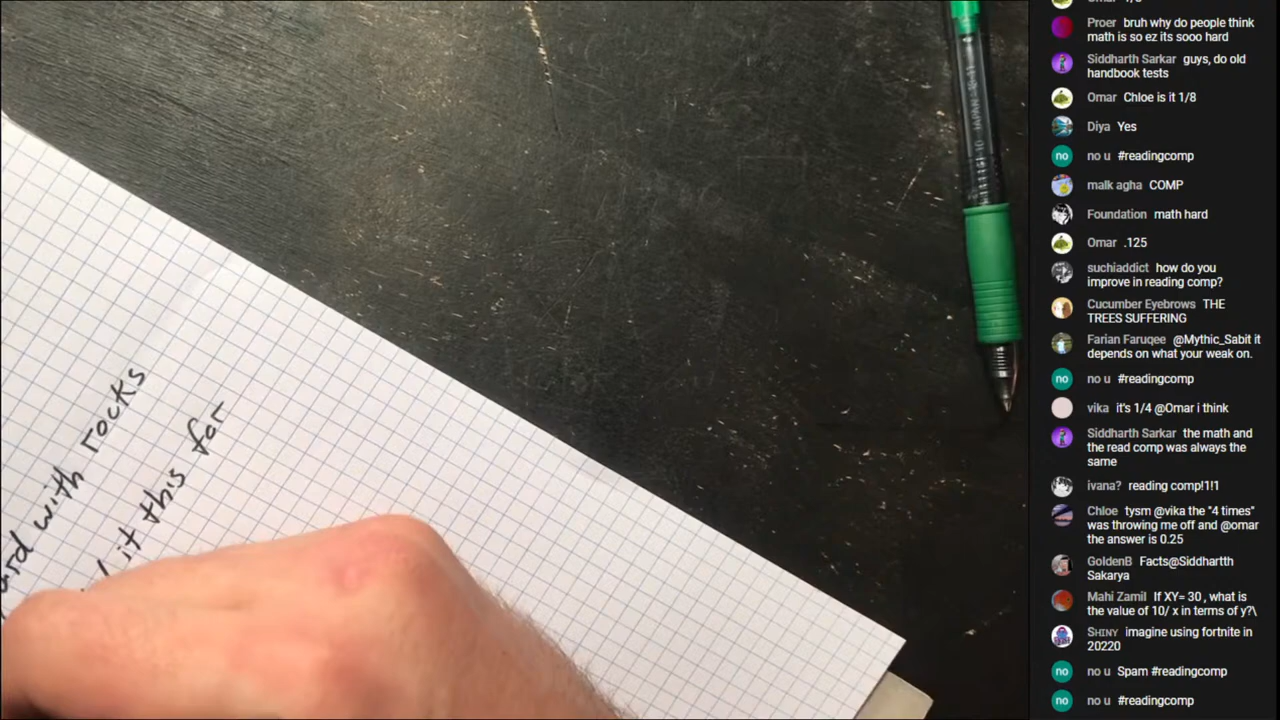 Proer bruh why do people think
math is so ez its sooo hard
Siddharth Sarkar guys, do old
handbook tests
Omar Chloe is it 1/8
Diya Yes
no no u #readingcomp
malk agha COMP
Foundation math hard
Omar .125
suchiaddict how do you
improve in reading comp?
Cucumber Eyebrows THE
TREES SUFFERING
Farian Faruqee @Mythic_Sabit it
depends on what your weak on.
no no u #readingcomp
vika it's 1/4 @Omar i think
Siddharth Sarkar the math and
the read comp was always the
same
ivana? reading comp!1!1
Chloe tysm @vika the "4 times"
was throwing me off and @omar
the answer is 0.25
GoldenB Facts@Siddhartth
Sakarya
Mahi Zamil If XY= 30 , what is
the value of 10/ x in terms of y?\
SHINY imagine using fortnite in
20220
no no u Spam #readingcomp
no no u #readingcomp
with rocks
it this for
JAPAN